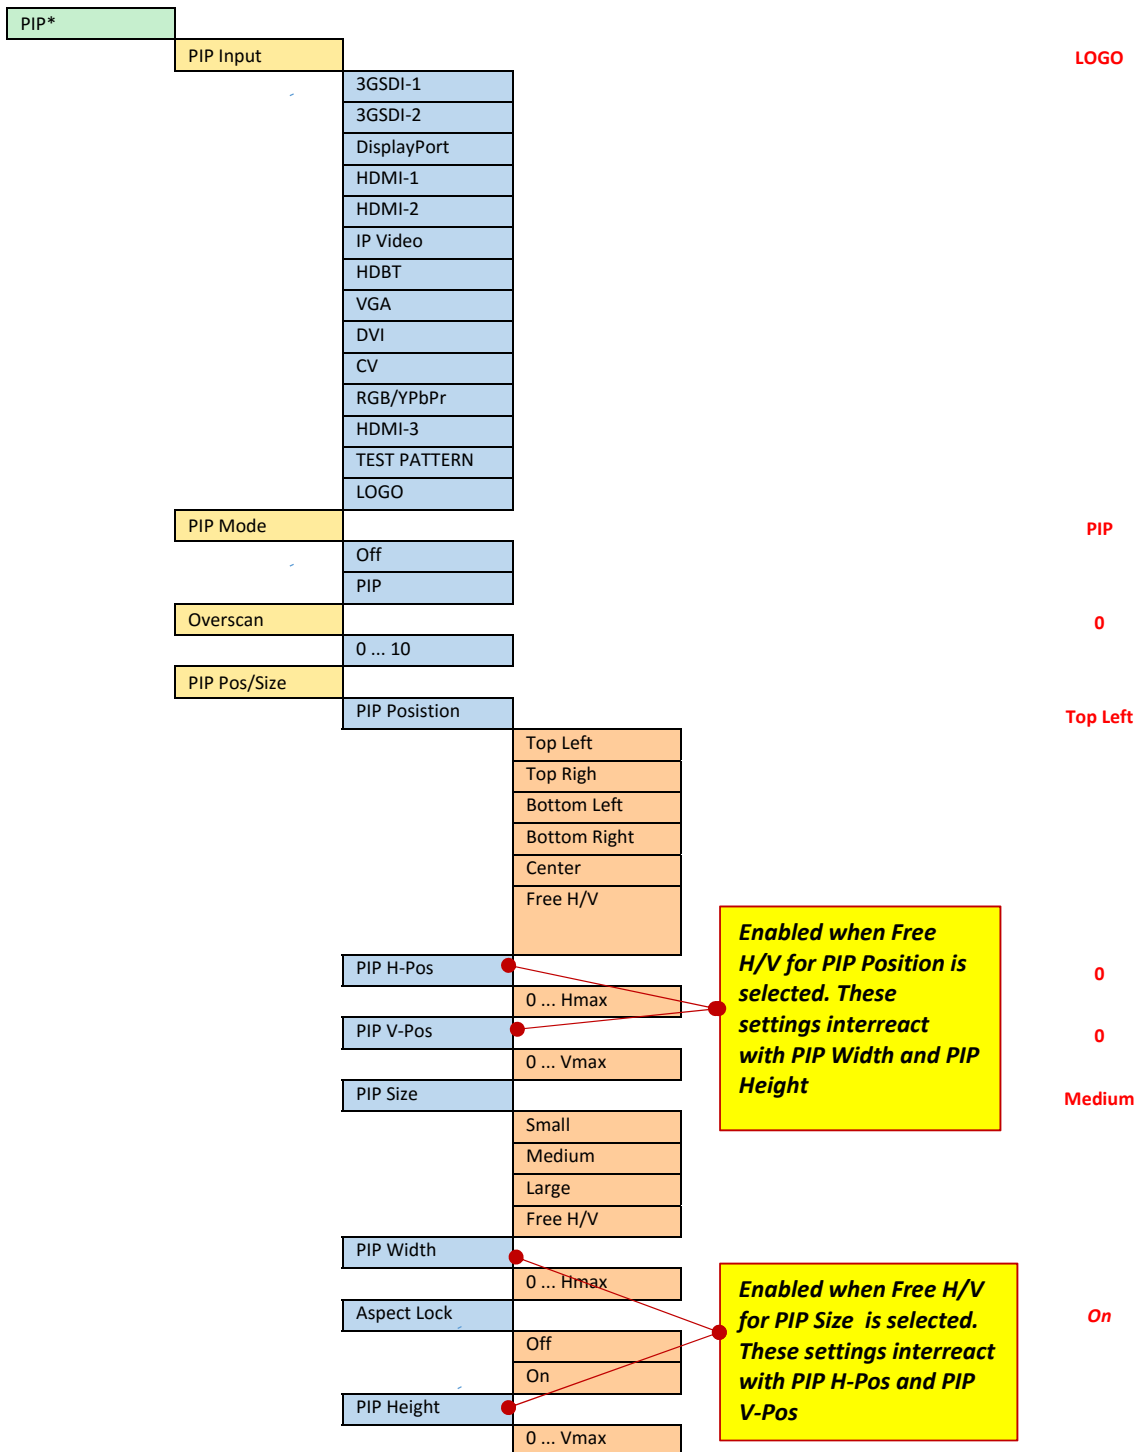 PIP*
PIP Input
LOGO
3GSDI-1
3GSDI-2
DisplayPort
HDMI-1
HDMI-2
IP Video
HDBT
VGA
DVI
CV
RGB/YPbPr
HDMI-3
TEST PATTERN
LOGO
PIP Mode
PIP
Off
PIP
Overscan
0
0 ... 10
PIP Pos/Size
PIP Posistion
Top Left
Top Left
Top Righ
Bottom Left
Bottom Right
Center
Free H/V
Enabled when Free
H/V for PIP Position is
selected. These
settings interreact
with PIP Width and PIP
Height
PIP H-Pos
0
0 ... Hmax
PIP V-Pos
0
0 ... Vmax
PIP Size
Medium
Small
Medium
Large
Free H/V
PIP Width
0 ... Hmax
Enabled when Free H/V
for PIP Size is selected.
These settings interreact
with PIP H-Pos and PIP
V-Pos
Aspect Lock
On
Off
On
PIP Height
0 ... Vmax